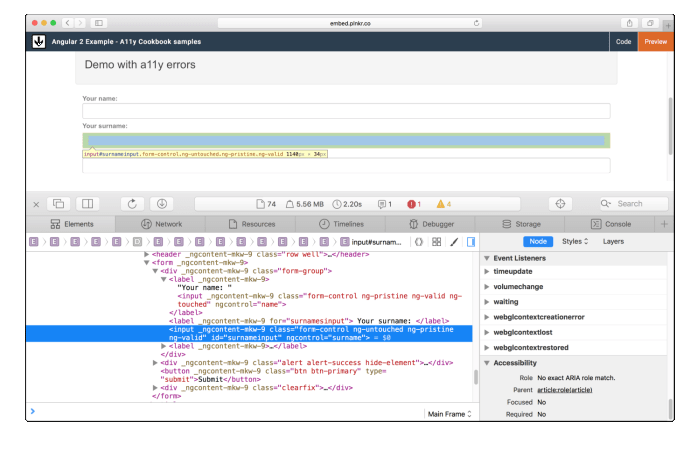 embed.plnkr.co
Angular 2 Example - A11y Cookbook samples
Code
Preview
Demo with a11y errors
Your name:
Your surname:
input#surnameinput.form-control.ng-untouched.ng-pristine.ng-valid 1140px × 34px
74 5.56 MB 2.20s 1 1 4
Search
Elements Network Resources Timelines Debugger Storage Console
E E E E E D E E E E E E E E E input#surnam...
Node Styles Layers
<header _ngcontent-mkw-9 class="row well">…</header>
<form _ngcontent-mkw-9>
<div _ngcontent-mkw-9 class="form-group">
<label _ngcontent-mkw-9>
"Your name: "
<input _ngcontent-mkw-9 class="form-control ng-pristine ng-valid ng-
touched" ngcontrol="name">
</label>
<label _ngcontent-mkw-9 for="surnamesinput"> Your surname: </label>
<input _ngcontent-mkw-9 class="form-control ng-untouched ng-pristine
ng-valid" id="surnameinput" ngcontrol="surname"> = $0
<label _ngcontent-mkw-9>…</label>
</div>
<div _ngcontent-mkw-9 class="alert alert-success hide-element">…</div>
<button _ngcontent-mkw-9 class="btn btn-primary" type=
"submit">Submit</button>
<div _ngcontent-mkw-9 class="clearfix">…</div>
</form>
Event Listeners
timeupdate
volumechange
waiting
webglcontextcreationerror
webglcontextlost
webglcontextrestored
Accessibility
Role No exact ARIA role match.
Parent article:role(article)
Focused No
Required No
Main Frame